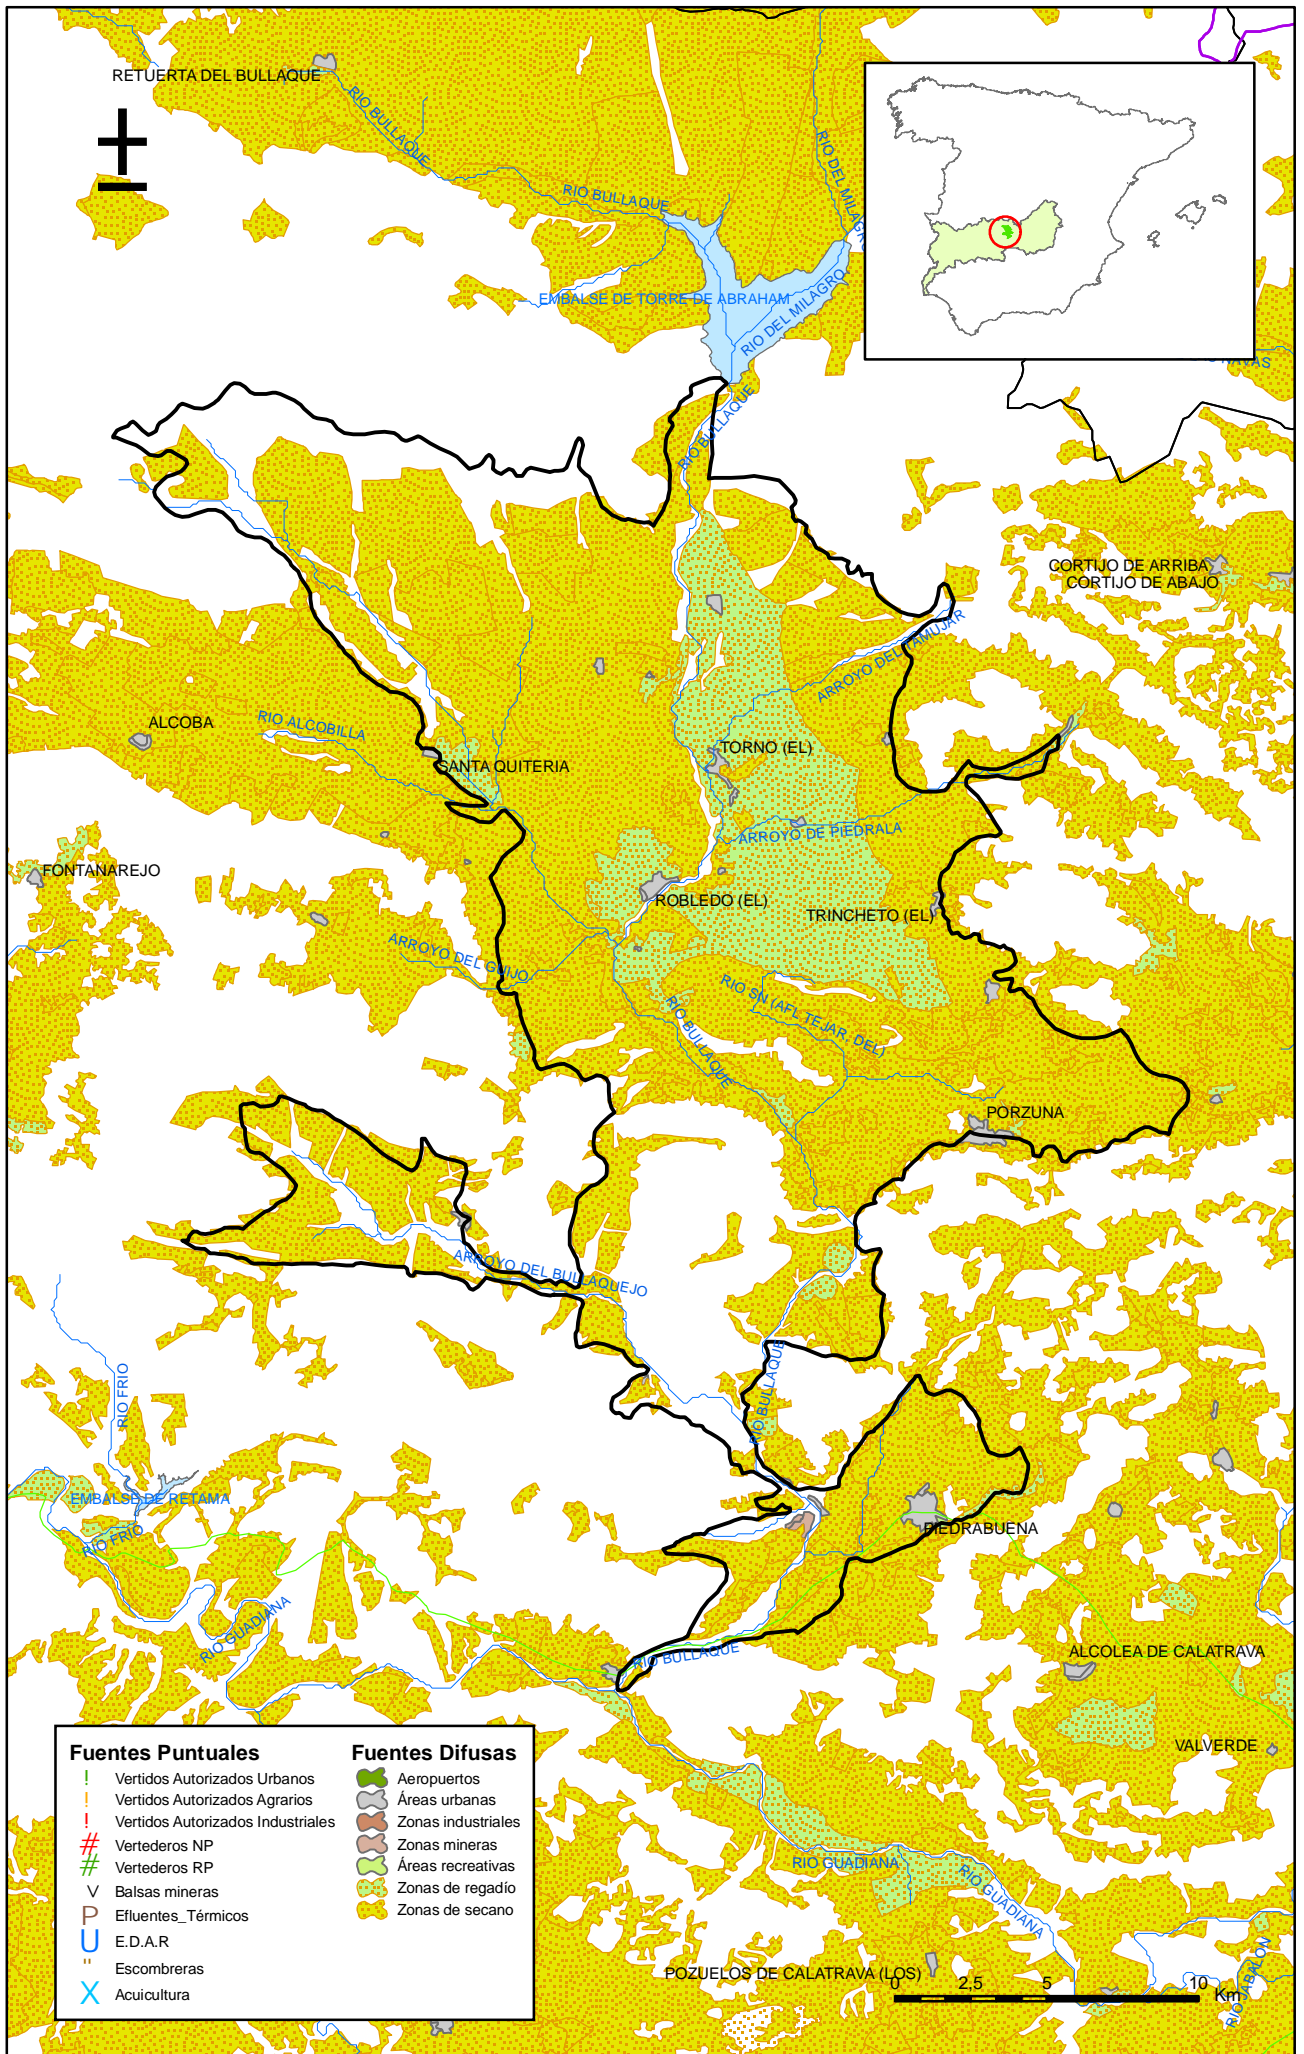 RETUERTA DEL BULLAQUE
RIO BULLAQUE
RIO BULLAQUE
RIO DEL MILAGRO
EMBALSE DE TORRE DE ABRAHAM
RIO DEL MILAGRO
NAVAS
RIO BULLAQUE
CORTIJO DE ARRIBA
CORTIJO DE ABAJO
ARROYO DEL TAMUJAR
ALCOBA
RIO ALCOBILLA
TORNO (EL)
SANTA QUITERIA
ARROYO DE PIEDRALA
FONTANAREJO
ROBLEDO (EL)
TRINCHETO (EL)
ARROYO DEL GUIJO
RIO SN (AFL TEJAR, DEL)
RIO BULLAQUE
PORZUNA
ARROYO DEL BULLAQUEJO
RIO FRIO
RIO BULLAQUE
EMBALSE DE RETAMA
RIO FRIO
PIEDRABUENA
RIO GUADIANA
RIO BULLAQUE
ALCOLEA DE CALATRAVA
VALVERDE
Fuentes Puntuales
! Vertidos Autorizados Urbanos
! Vertidos Autorizados Agrarios
! Vertidos Autorizados Industriales
# Vertederos NP
# Vertederos RP
V Balsas mineras
P Efluentes_Térmicos
U E.D.A.R
" Escombreras
X Acuicultura
Fuentes Difusas
Aeropuertos
Áreas urbanas
Zonas industriales
Zonas mineras
Áreas recreativas
Zonas de regadío
Zonas de secano
RIO GUADIANA
RIO GUADIANA
RIO JABALON
POZUELOS DE CALATRAVA (LOS)
0 2,5 5 10
Km